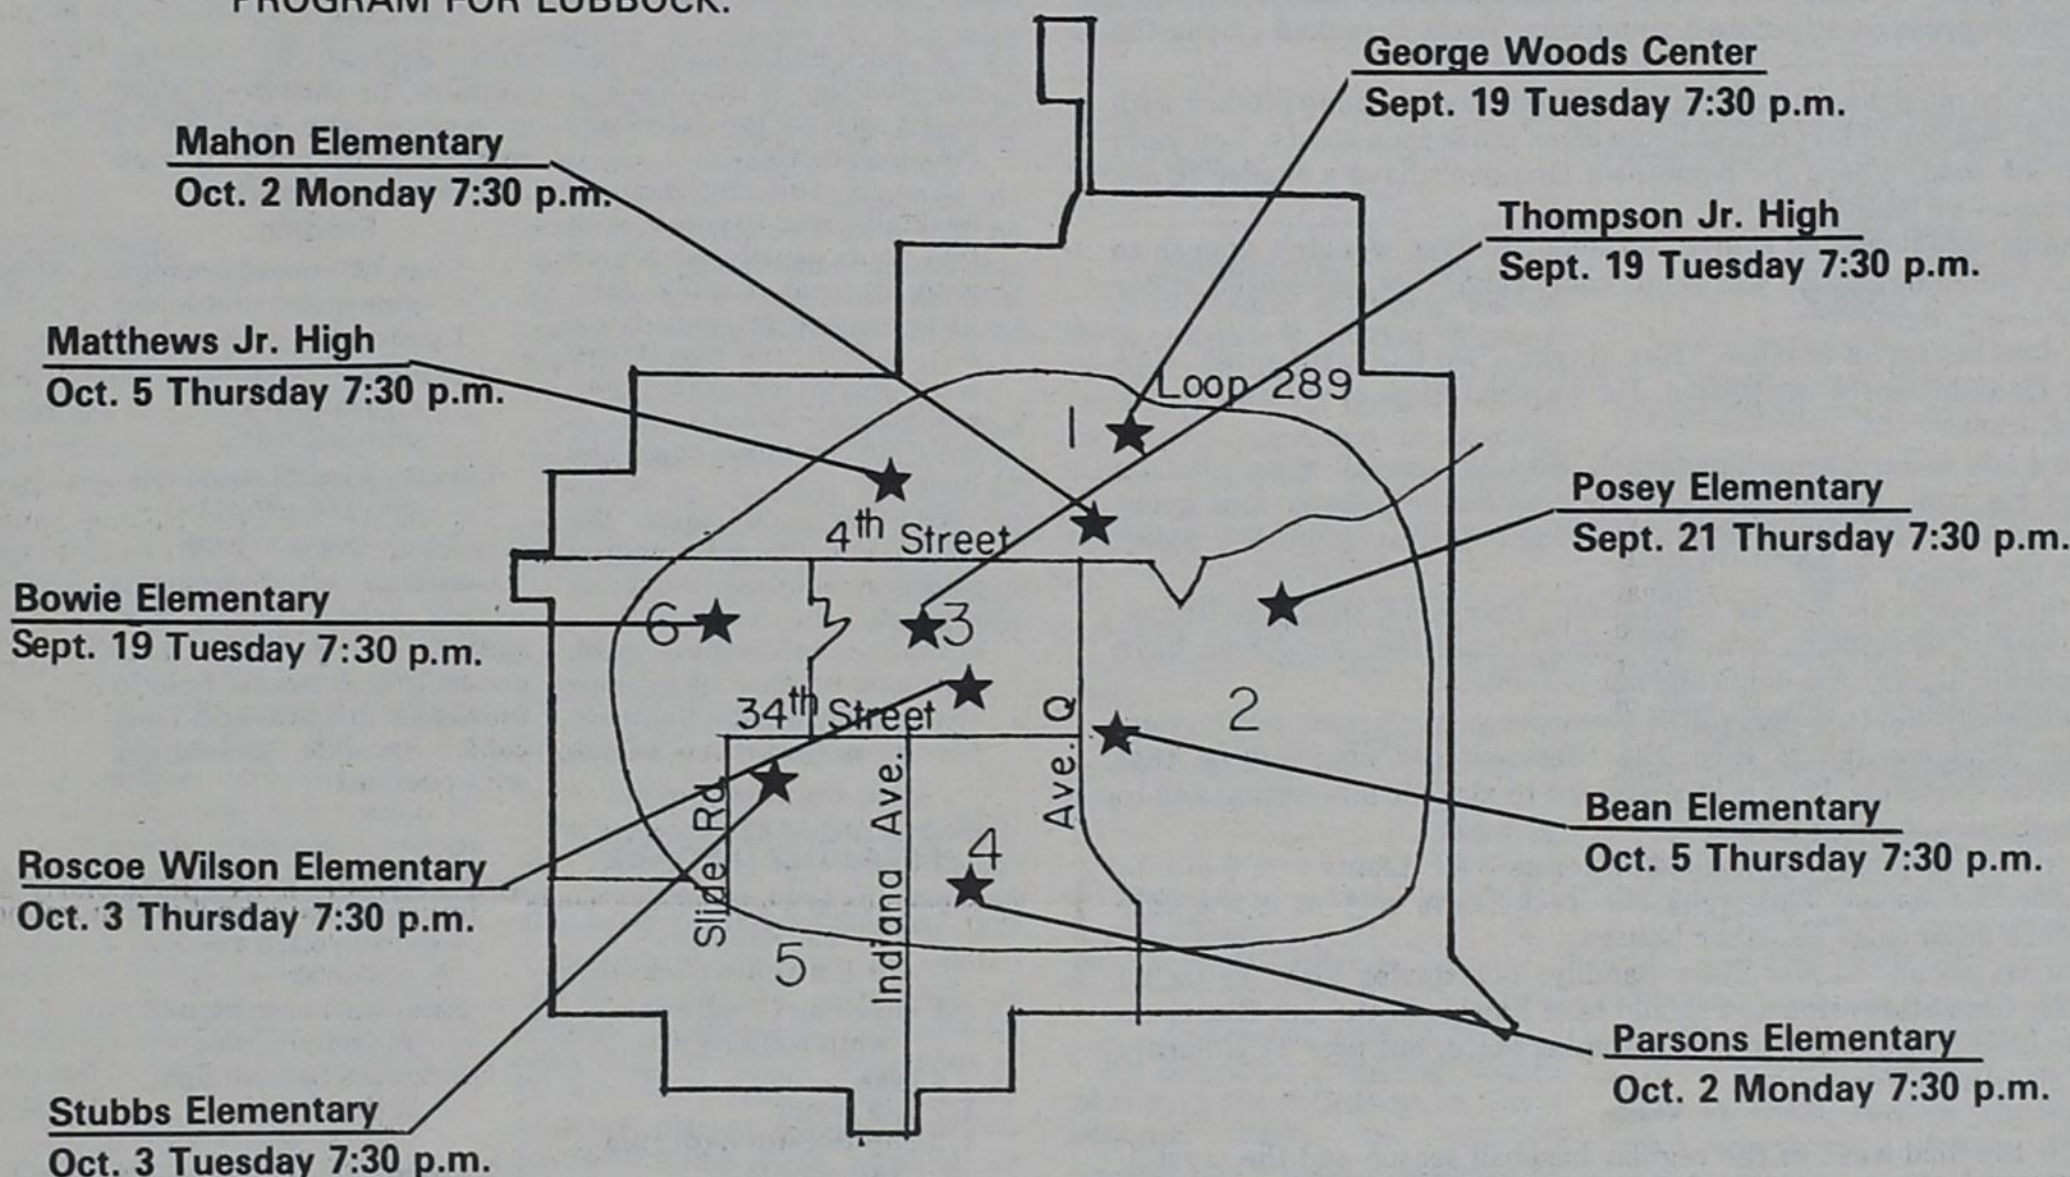 PROGRAM FOR LUBBOCK.
George Woods Center
Sept. 19 Tuesday 7:30 p.m.
Mahon Elementary
Oct. 2 Monday 7:30 p.m.
Thompson Jr. High
Sept. 19 Tuesday 7:30 p.m.
Matthews Jr. High
Oct. 5 Thursday 7:30 p.m.
Loop 289
1
Posey Elementary
Sept. 21 Thursday 7:30 p.m.
4th Street
Bowie Elementary
Sept. 19 Tuesday 7:30 p.m.
6
3
2
34th Street
Ave. Q
Slide Rd.
Indiana Ave.
4
5
Bean Elementary
Oct. 5 Thursday 7:30 p.m.
Roscoe Wilson Elementary
Oct. 3 Thursday 7:30 p.m.
Parsons Elementary
Oct. 2 Monday 7:30 p.m.
Stubbs Elementary
Oct. 3 Tuesday 7:30 p.m.